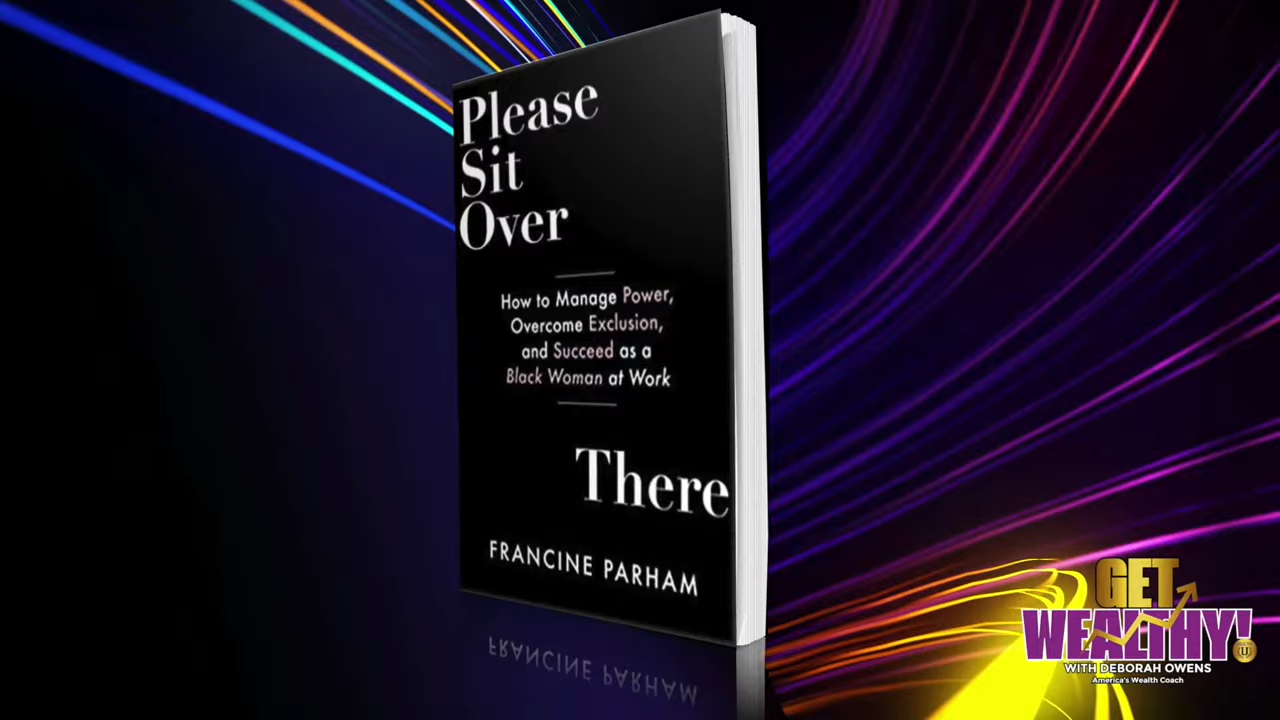 Please
Sit
Over
How to Manage Power,
Overcome Exclusion,
and Succeed as a
Black Woman at Work
There
FRANCINE PARHAM
FRANCINE PARHAM
GET
WEALTHY!
WITH DEBORAH OWENS
America's Wealth Coach